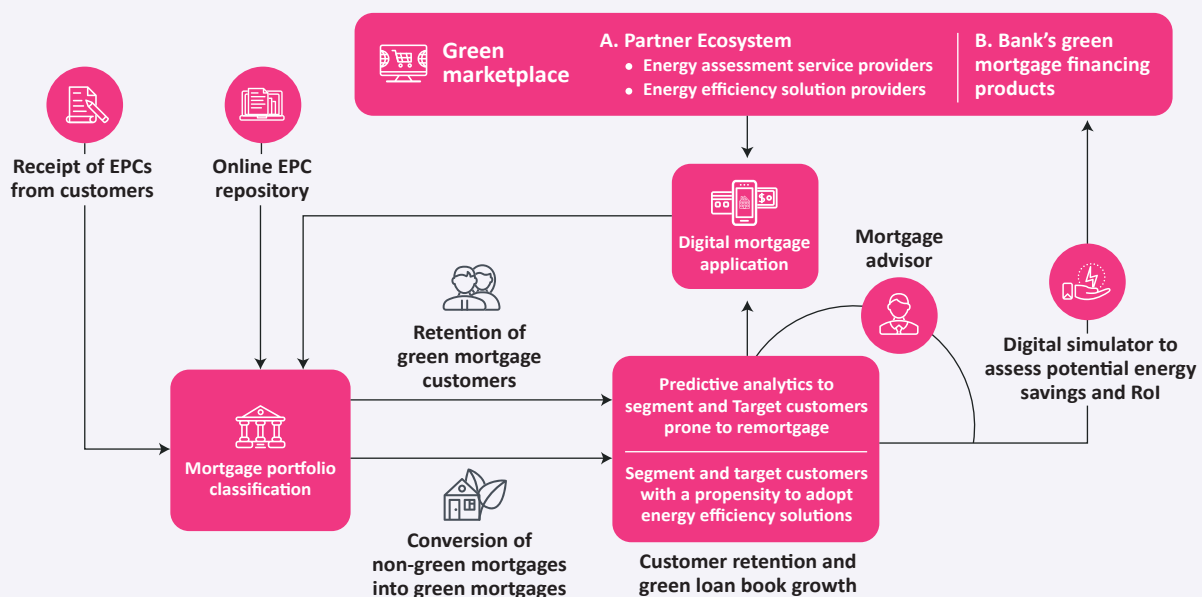 Green
marketplace
A. Partner Ecosystem
• Energy assessment service providers
• Energy efficiency solution providers
B. Bank's green
mortgage financing
products
Receipt of EPCs
from customers
Online EPC
repository
Digital mortgage
application
Mortgage
advisor
Retention of
green mortgage
customers
Digital simulator to
assess potential energy
savings and RoI
Mortgage portfolio
classification
Predictive analytics to
segment and Target customers
prone to remortgage
Segment and target customers
with a propensity to adopt
energy efficiency solutions
Conversion of
non-green mortgages
into green mortgages
Customer retention and
green loan book growth